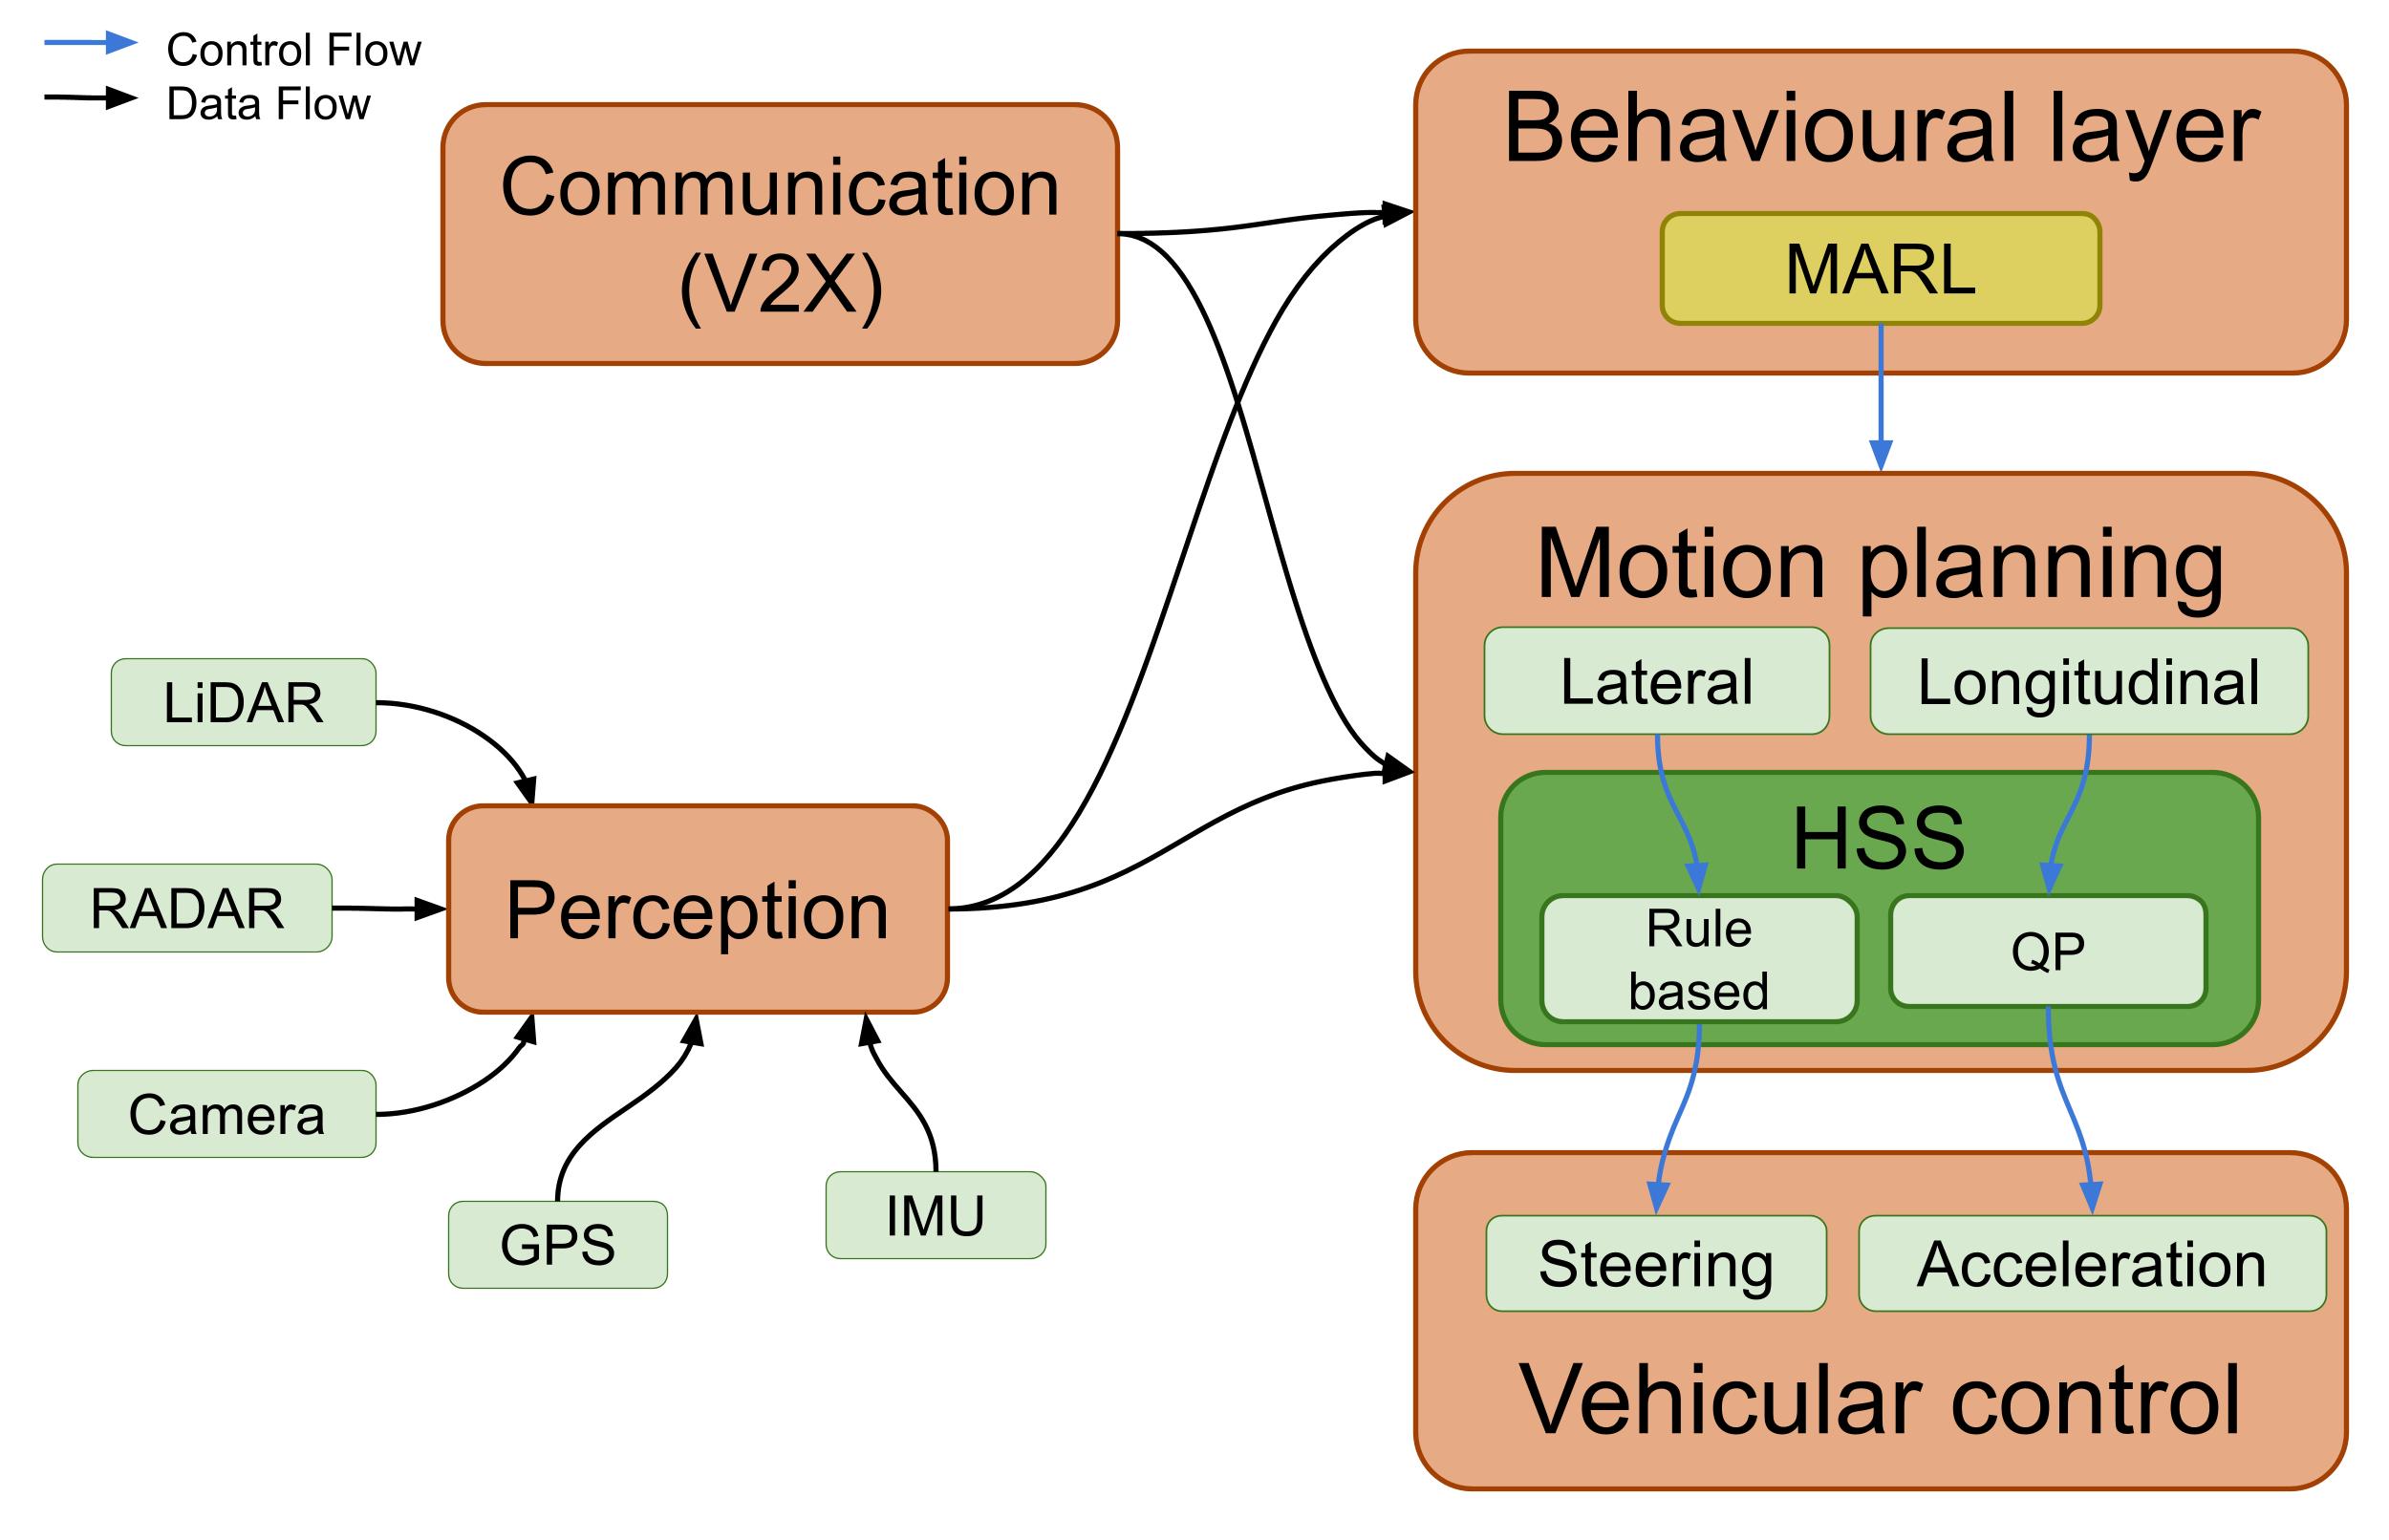 Control Flow
Data Flow
Communication
(V2X)
Behavioural layer
MARL
Motion planning
Lateral
Longitudinal
HSS
Rule
based
QP
LiDAR
RADAR
Perception
Camera
GPS
IMU
Steering
Acceleration
Vehicular control